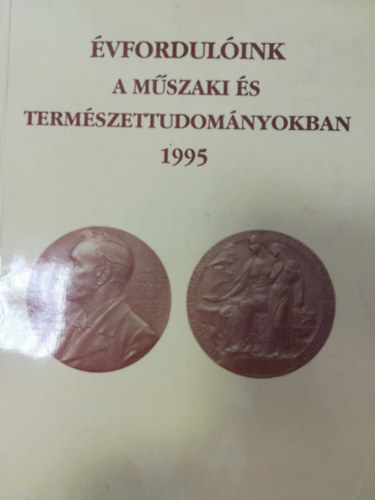 ÉVFORDULÓINK
A MŰSZAKI ÉS
TERMÉSZETTUDOMÁNYOKBAN
1995